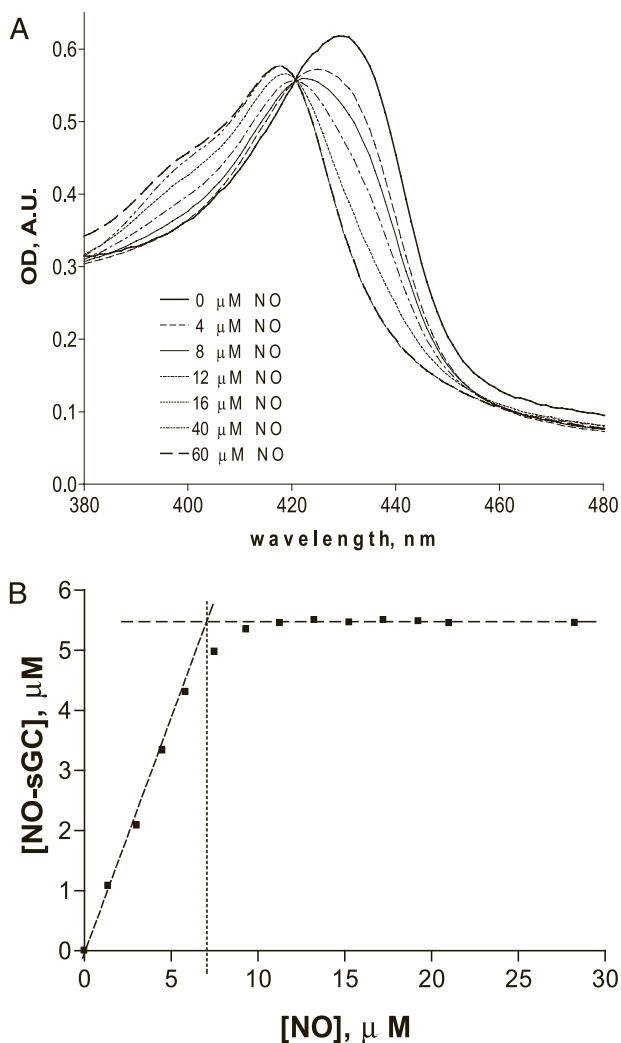 A
OD, A.U.
0.6
0.5
0.4
0.3
0.2
0.1
0.0
0 μM NO
4 μM NO
8 μM NO
12 μM NO
16 μM NO
40 μM NO
60 μM NO
380 400 420 440 460 480
wavelength, nm
B
[NO-sGC], μM
6
5
4
3
2
1
0
0 5 10 15 20 25 30
[NO], μ M